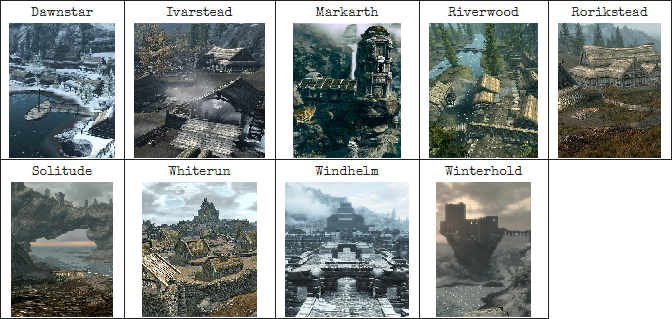 Dawnstar
Ivarstead
Markarth
Riverwood
Rorikstead
Solitude
Whiterun
Windhelm
Winterhold